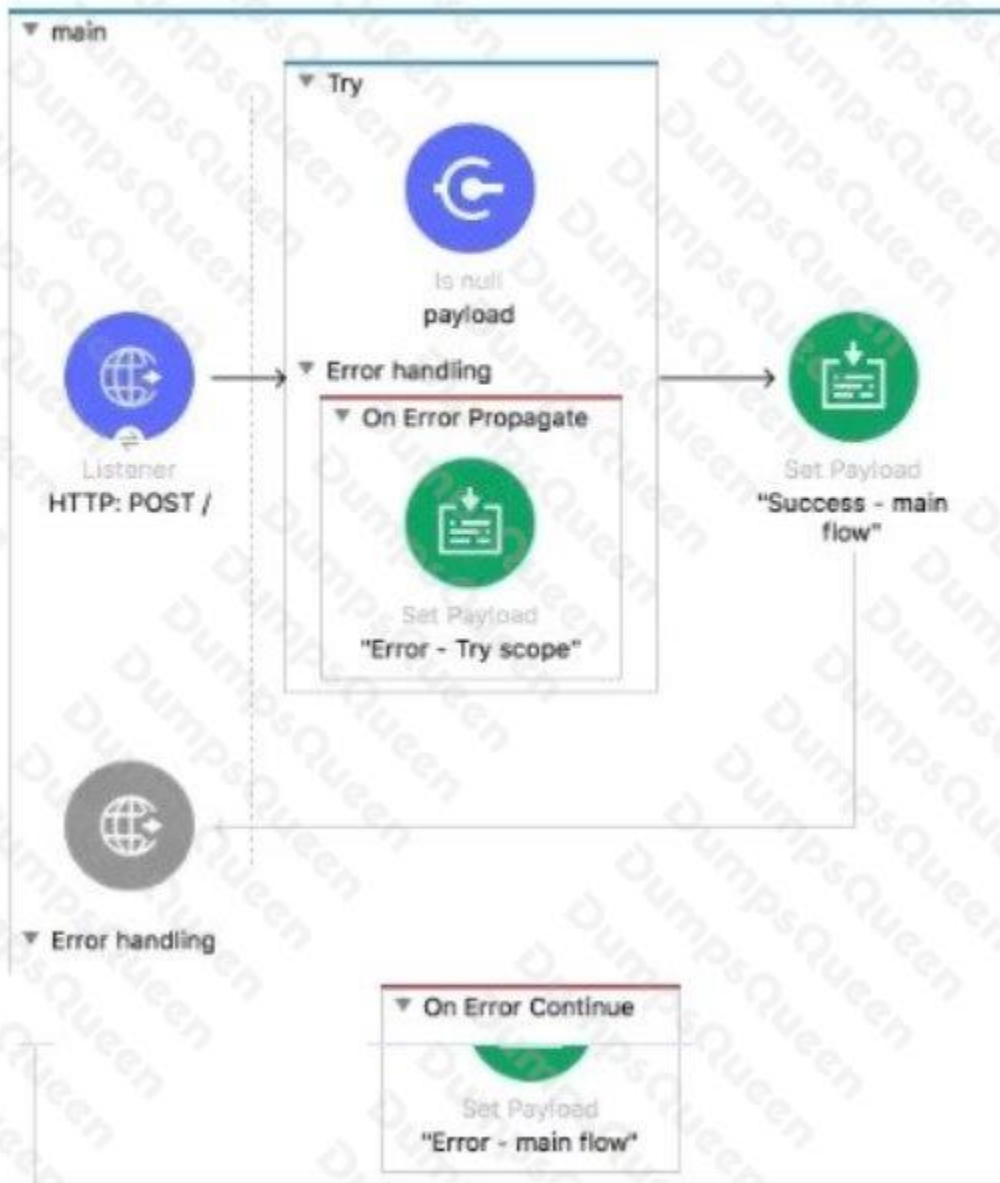 main
Try
Is null
payload
Error handling
On Error Propagate
Set Payload
"Error - Try scope"
Listener
HTTP: POST /
Set Payload
"Success - main
flow"
Error handling
On Error Continue
Set Payload
"Error - main flow"
DumpsQueen